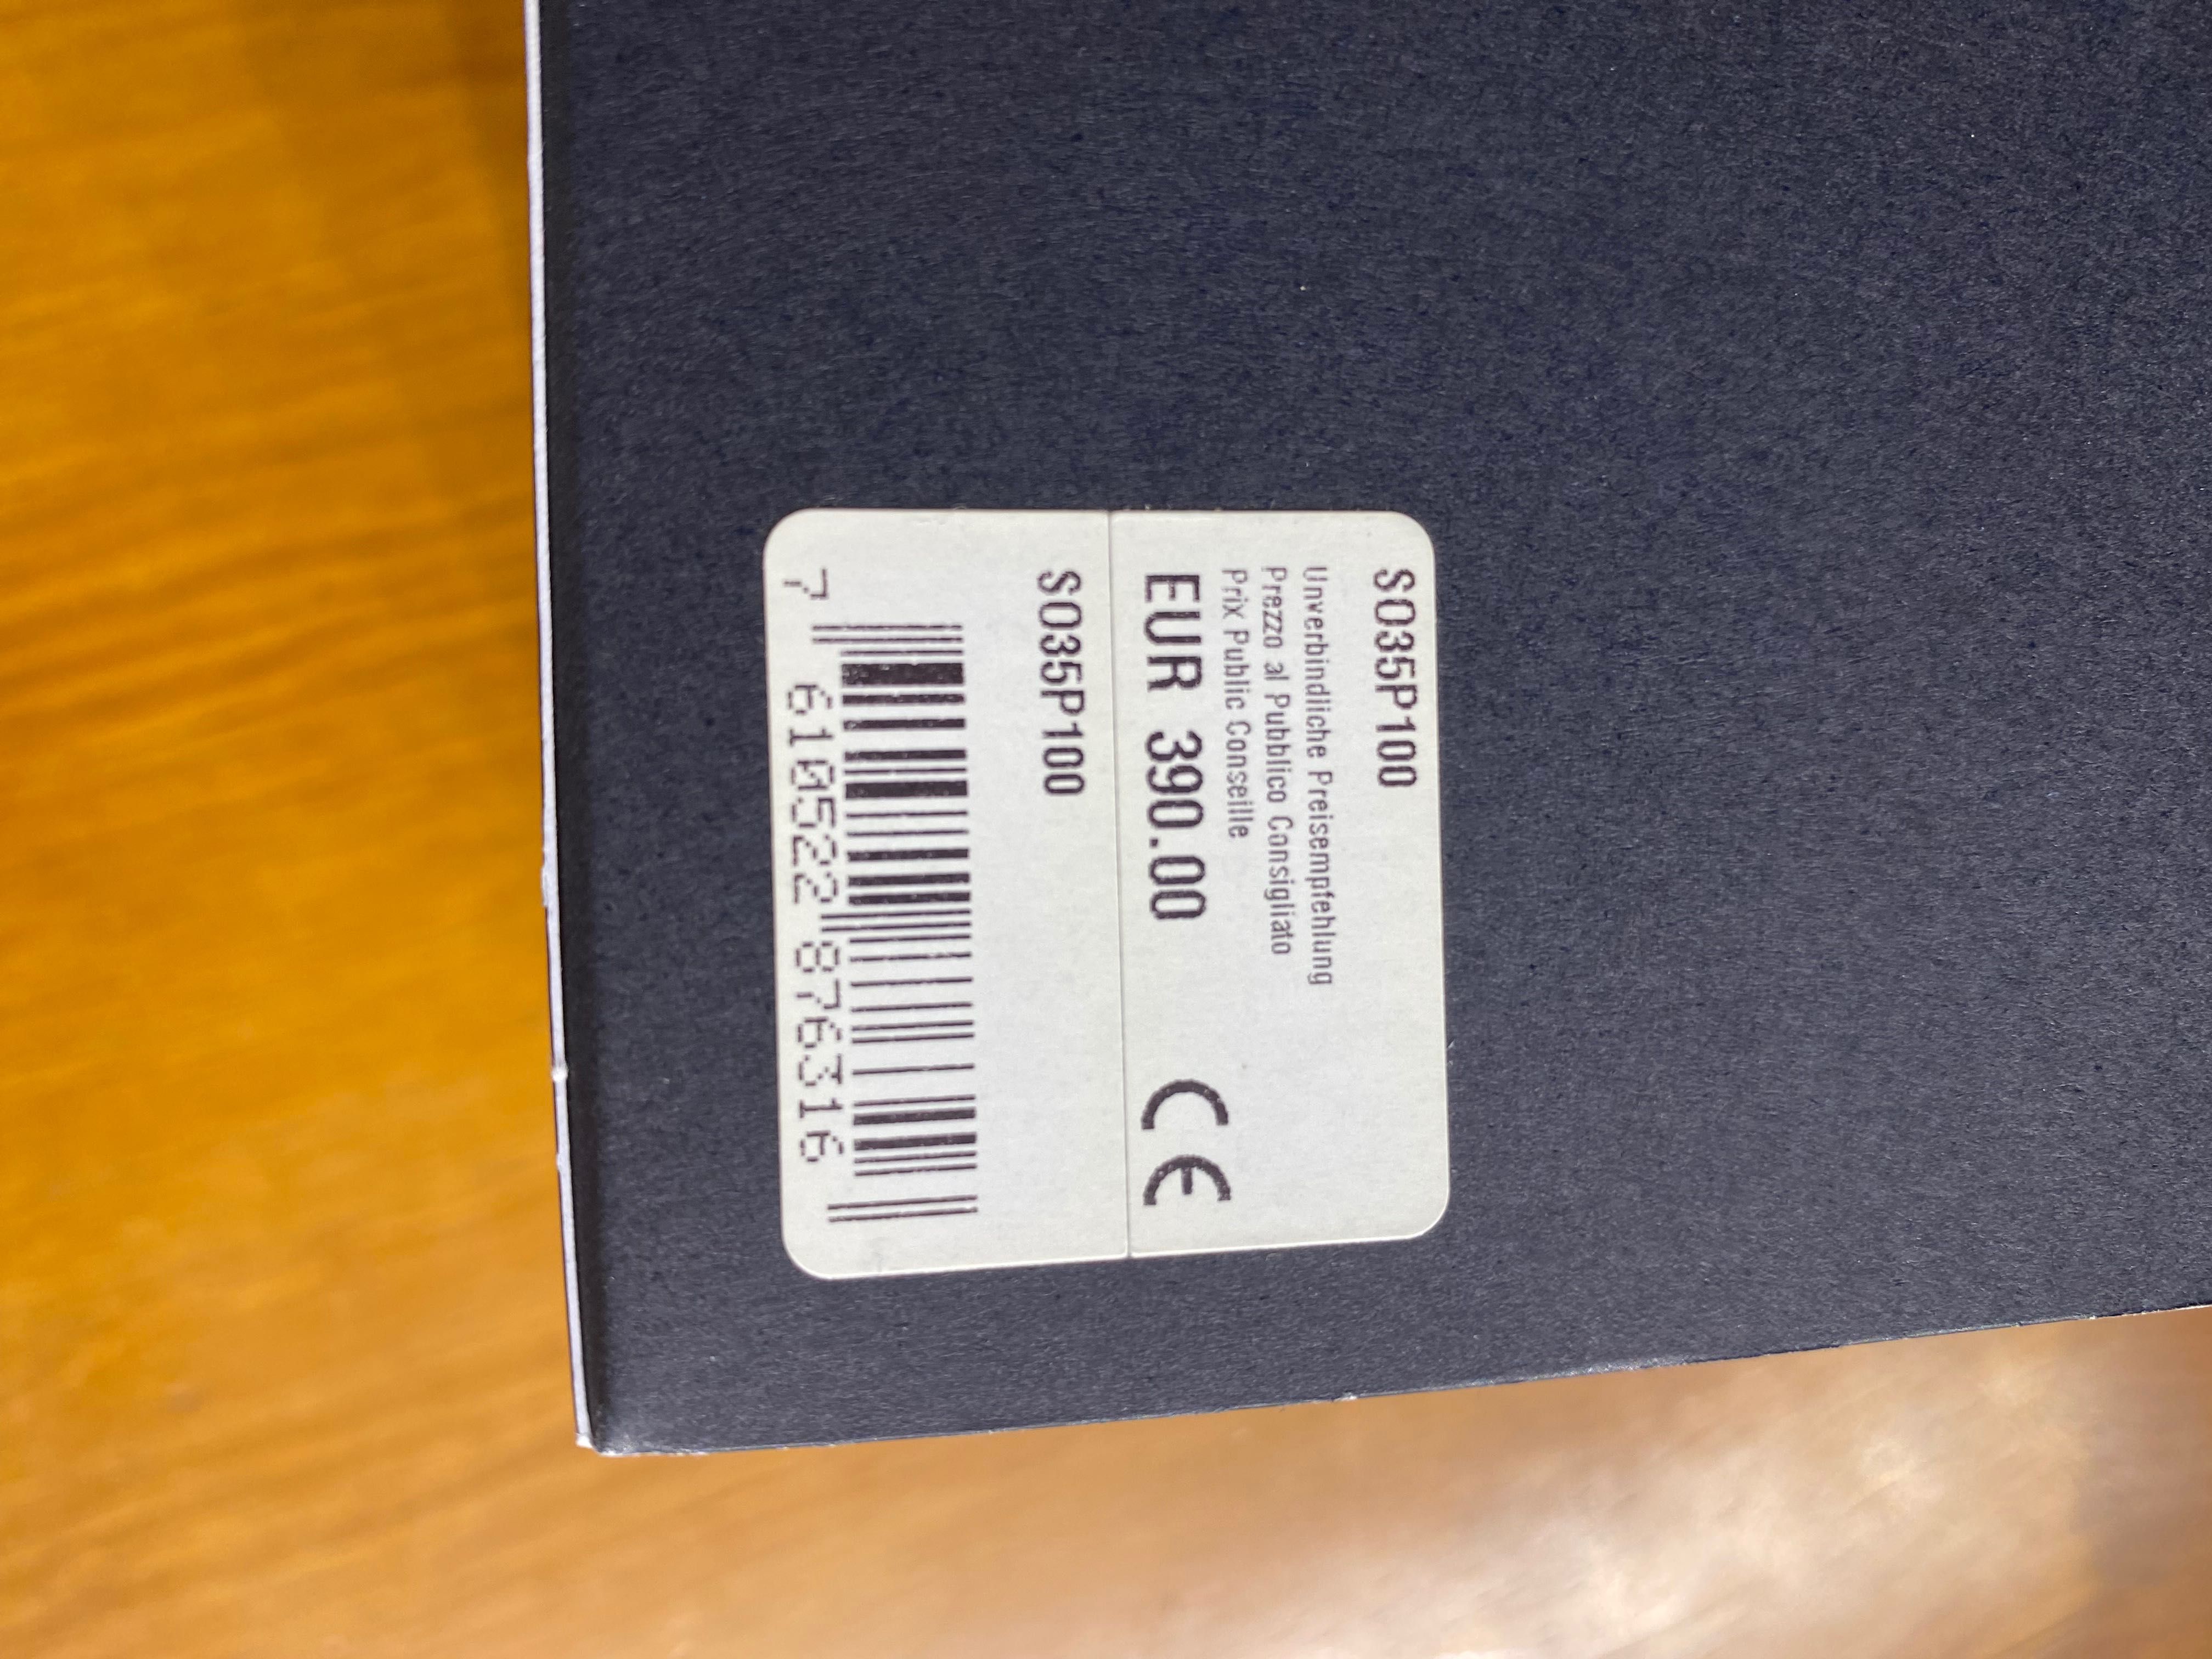 SO35P100
Unverbindliche Preisempfehlung
Prezzo al Pubblico Consigliato
Prix Public Conseille
EUR 390.00
CE
SO35P100
7 610522 876316